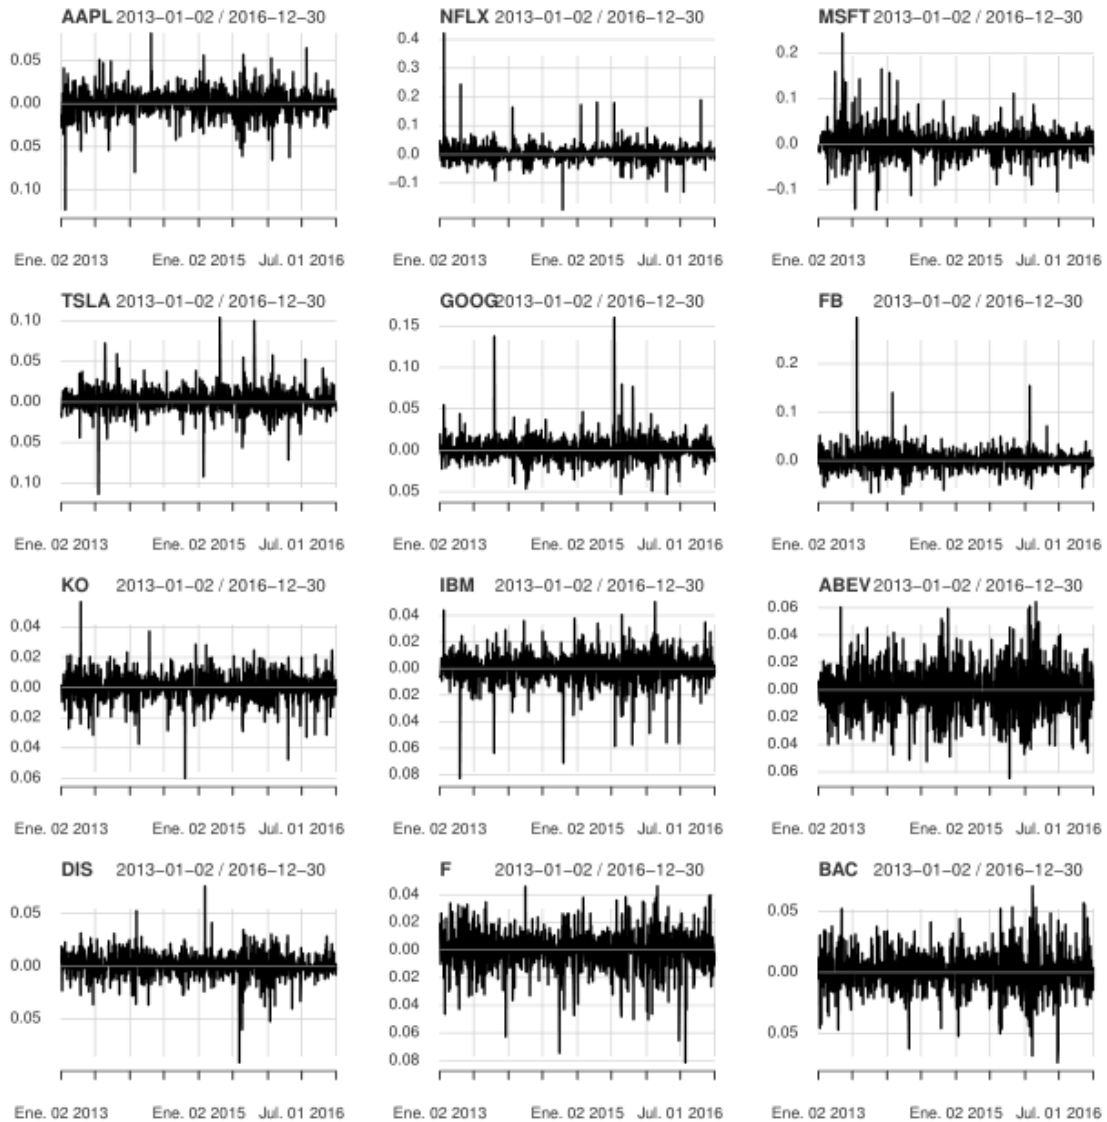 AAPL 2013−01−02 / 2016−12−30
0.05
0.00
0.05
0.10
Ene. 02 2013 Ene. 02 2015 Jul. 01 2016
NFLX 2013−01−02 / 2016−12−30
0.4
0.3
0.2
0.1
0.0
−0.1
Ene. 02 2013 Ene. 02 2015 Jul. 01 2016
MSFT 2013−01−02 / 2016−12−30
0.2
0.1
0.0
−0.1
Ene. 02 2013 Ene. 02 2015 Jul. 01 2016
TSLA 2013−01−02 / 2016−12−30
0.10
0.05
0.00
0.05
0.10
Ene. 02 2013 Ene. 02 2015 Jul. 01 2016
GOOG 2013−01−02 / 2016−12−30
0.15
0.10
0.05
0.00
0.05
Ene. 02 2013 Ene. 02 2015 Jul. 01 2016
FB 2013−01−02 / 2016−12−30
0.2
0.1
0.0
Ene. 02 2013 Ene. 02 2015 Jul. 01 2016
KO 2013−01−02 / 2016−12−30
0.04
0.02
0.00
0.02
0.04
0.06
Ene. 02 2013 Ene. 02 2015 Jul. 01 2016
IBM 2013−01−02 / 2016−12−30
0.04
0.02
0.00
0.02
0.04
0.06
0.08
Ene. 02 2013 Ene. 02 2015 Jul. 01 2016
ABEV 2013−01−02 / 2016−12−30
0.06
0.04
0.02
0.00
0.02
0.04
0.06
Ene. 02 2013 Ene. 02 2015 Jul. 01 2016
DIS 2013−01−02 / 2016−12−30
0.05
0.00
0.05
Ene. 02 2013 Ene. 02 2015 Jul. 01 2016
F 2013−01−02 / 2016−12−30
0.04
0.02
0.00
0.02
0.04
0.06
0.08
Ene. 02 2013 Ene. 02 2015 Jul. 01 2016
BAC 2013−01−02 / 2016−12−30
0.05
0.00
0.05
Ene. 02 2013 Ene. 02 2015 Jul. 01 2016